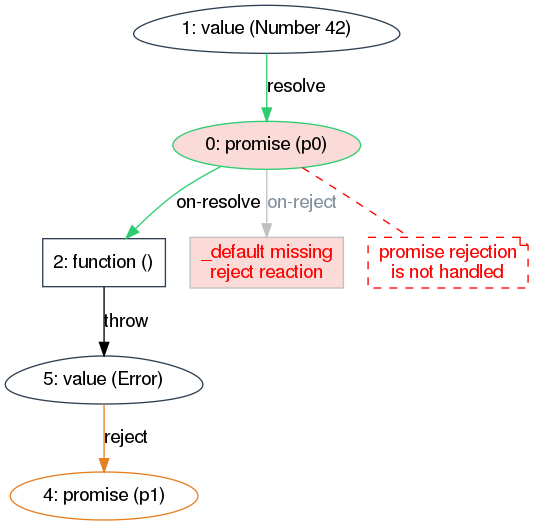 1: value (Number 42)
resolve
0: promise (p0)
on-resolve
on-reject
2: function ()
_default missing
reject reaction
promise rejection
is not handled
throw
5: value (Error)
reject
4: promise (p1)